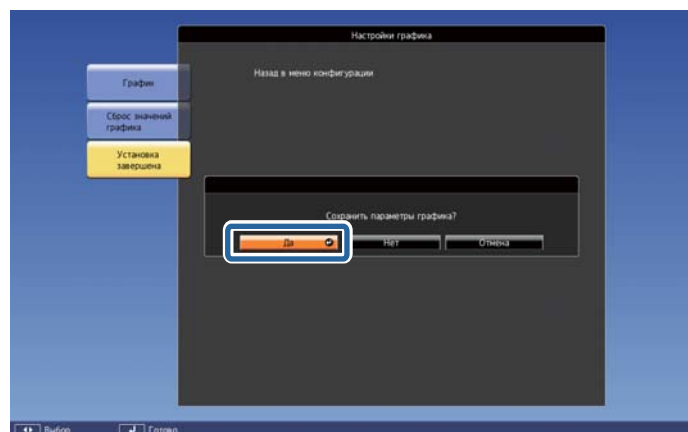 Настройки графика
Назад в меню конфигурации
График
Сброс значений
графика
Установка
завершена
Сохранить параметры графика?
Да
Нет
Отмена
Выбор
Готово